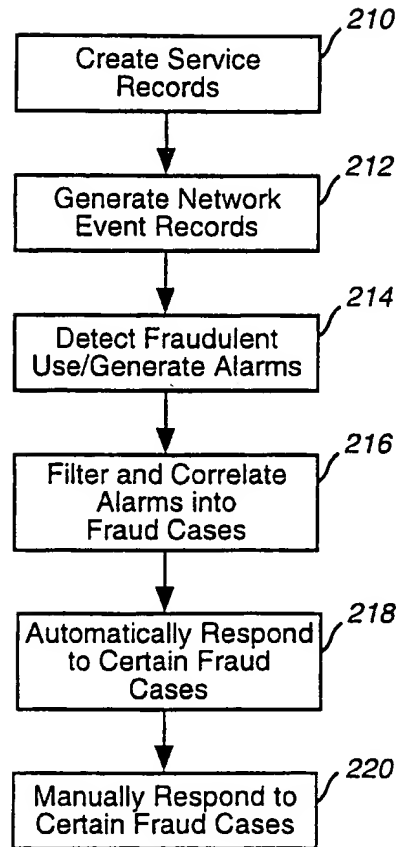 210
Create Service
Records
212
Generate Network
Event Records
214
Detect Fraudulent
Use/Generate Alarms
216
Filter and Correlate
Alarms into
Fraud Cases
218
Automatically Respond
to Certain Fraud
Cases
220
Manually Respond to
Certain Fraud Cases